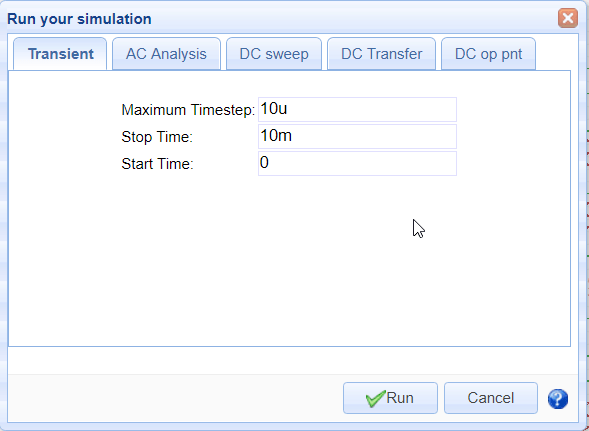 Run your simulation
Transient AC Analysis DC sweep DC Transfer DC op pnt
Maximum Timestep: 10u
Stop Time: 10m
Start Time: 0
Run Cancel ?